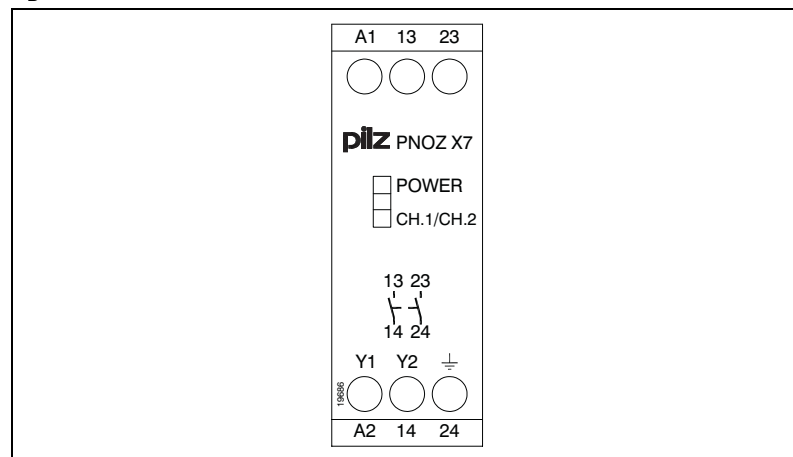 A1 13 23
pilz PNOZ X7
POWER
CH.1/CH.2
13 23
14 24
Y1 Y2
19686
A2 14 24